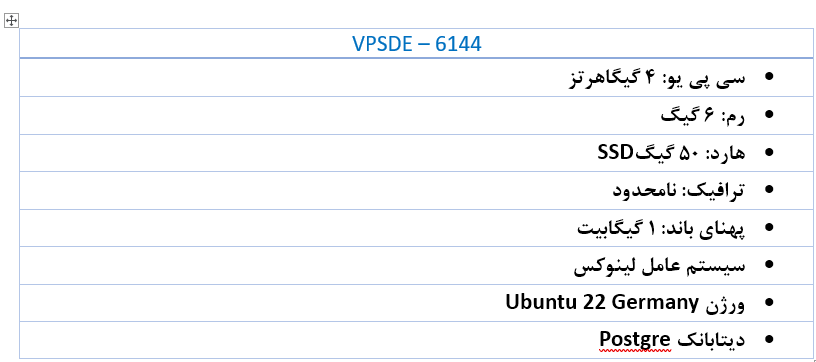 VPSDE – 6144
• سی پی یو: ۴ گیگاهرتز
• رم: ۶ گیگ
• هارد: ۵۰ گیگSSD
• ترافیک: نامحدود
• پهنای باند: ۱ گیگابیت
• سیستم عامل لینوکس
• ورژن Ubuntu 22 Germany
• دیتابانک Postgre